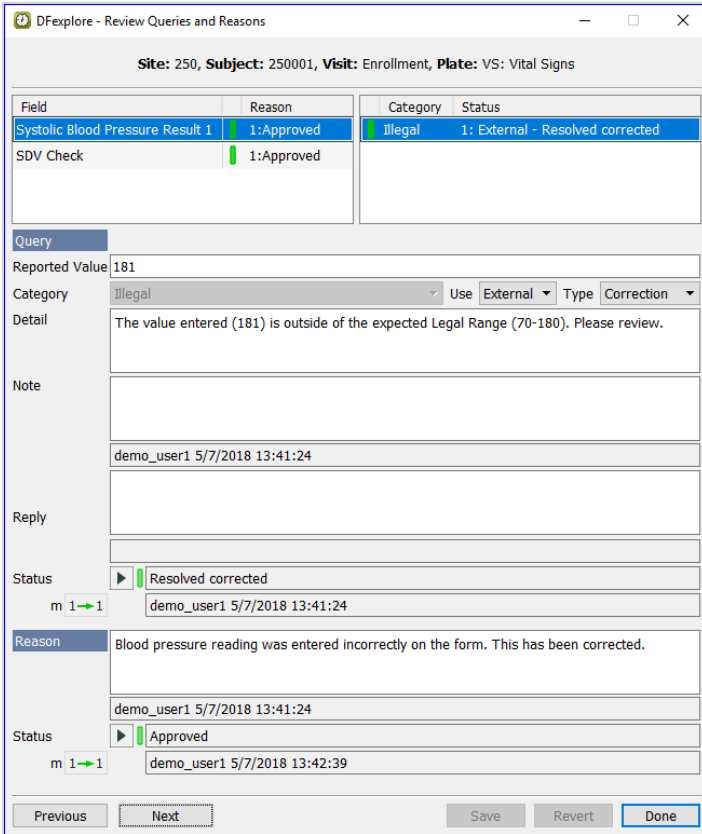 DFexplore - Review Queries and Reasons
Site: 250, Subject: 250001, Visit: Enrollment, Plate: VS: Vital Signs
Field Reason Category Status
Systolic Blood Pressure Result 1 1:Approved Illegal 1: External - Resolved corrected
SDV Check 1:Approved
Query
Reported Value 181
Category Illegal Use External Type Correction
Detail The value entered (181) is outside of the expected Legal Range (70-180). Please review.
Note
demo_user1 5/7/2018 13:41:24
Reply
Status Resolved corrected
m 1 1 demo_user1 5/7/2018 13:41:24
Reason Blood pressure reading was entered incorrectly on the form. This has been corrected.
demo_user1 5/7/2018 13:41:24
Status Approved
m 1 1 demo_user1 5/7/2018 13:42:39
Previous Next Save Revert Done